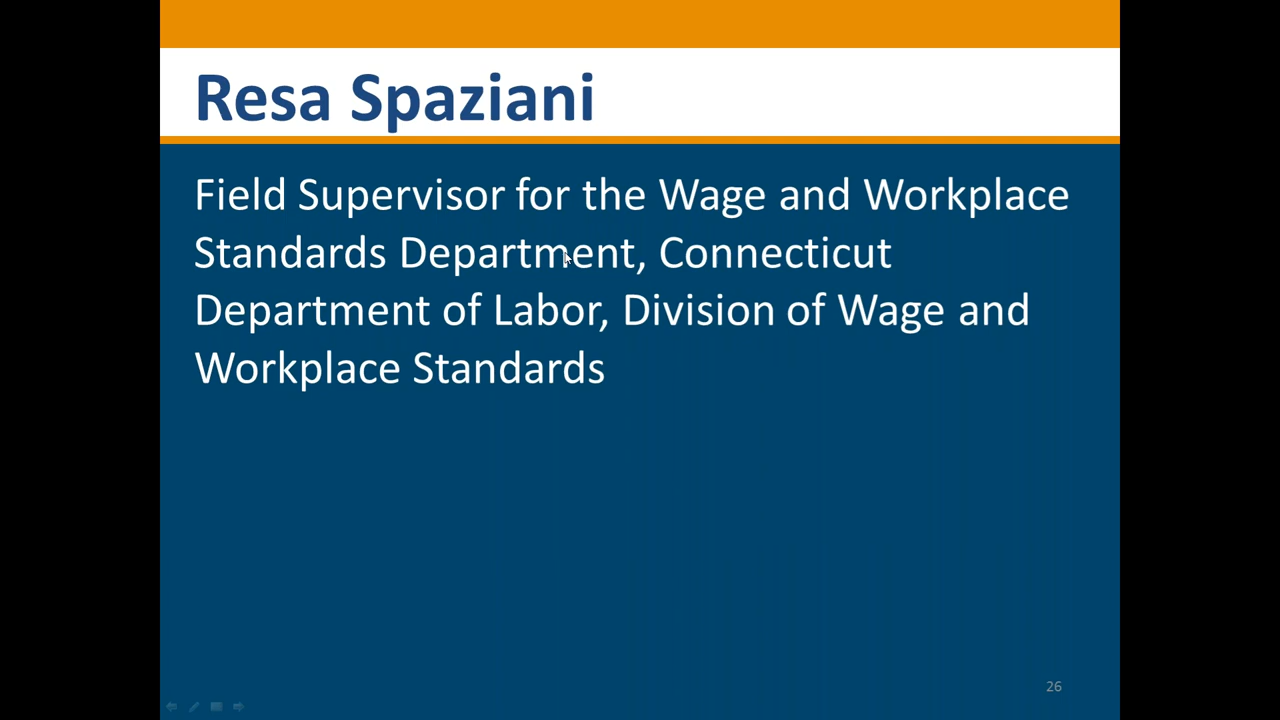 Resa Spaziani
Field Supervisor for the Wage and Workplace
Standards Department, Connecticut
Department of Labor, Division of Wage and
Workplace Standards
26